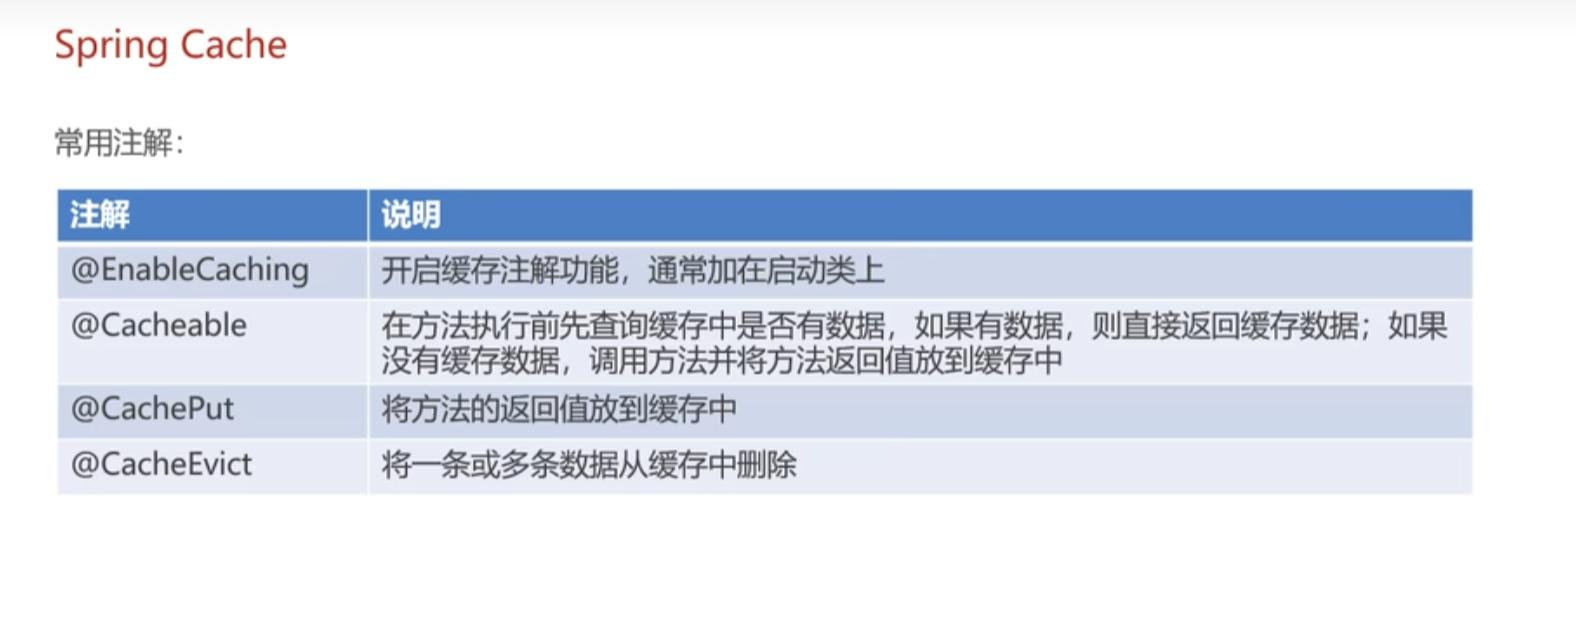 Spring Cache
常用注解：
注解 说明
@EnableCaching 开启缓存注解功能，通常加在启动类上
@Cacheable 在方法执行前先查询缓存中是否有数据，如果有数据，则直接返回缓存数据；如果
没有缓存数据，调用方法并将方法返回值放到缓存中
@CachePut 将方法的返回值放到缓存中
@CacheEvict 将一条或多条数据从缓存中删除